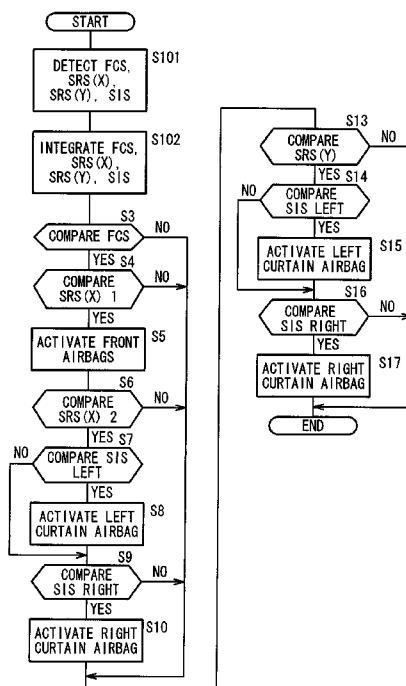 START
S101
DETECT FCS,
SRS(X),
SRS(Y), SIS
S102
INTEGRATE FCS,
SRS(X),
SRS(Y), SIS
S3
COMPARE FCS
NO
YES
S4
COMPARE
SRS(X) 1
NO
YES
S5
ACTIVATE FRONT
AIRBAGS
S6
COMPARE
SRS(X) 2
NO
YES
S7
NO
COMPARE SIS
LEFT
YES
S8
ACTIVATE LEFT
CURTAIN AIRBAG
S9
COMPARE
SIS RIGHT
NO
YES
S10
ACTIVATE RIGHT
CURTAIN AIRBAG
S13
COMPARE
SRS(Y)
NO
YES
S14
NO
COMPARE
SIS LEFT
YES
S15
ACTIVATE LEFT
CURTAIN AIRBAG
S16
COMPARE
SIS RIGHT
NO
YES
S17
ACTIVATE RIGHT
CURTAIN AIRBAG
END